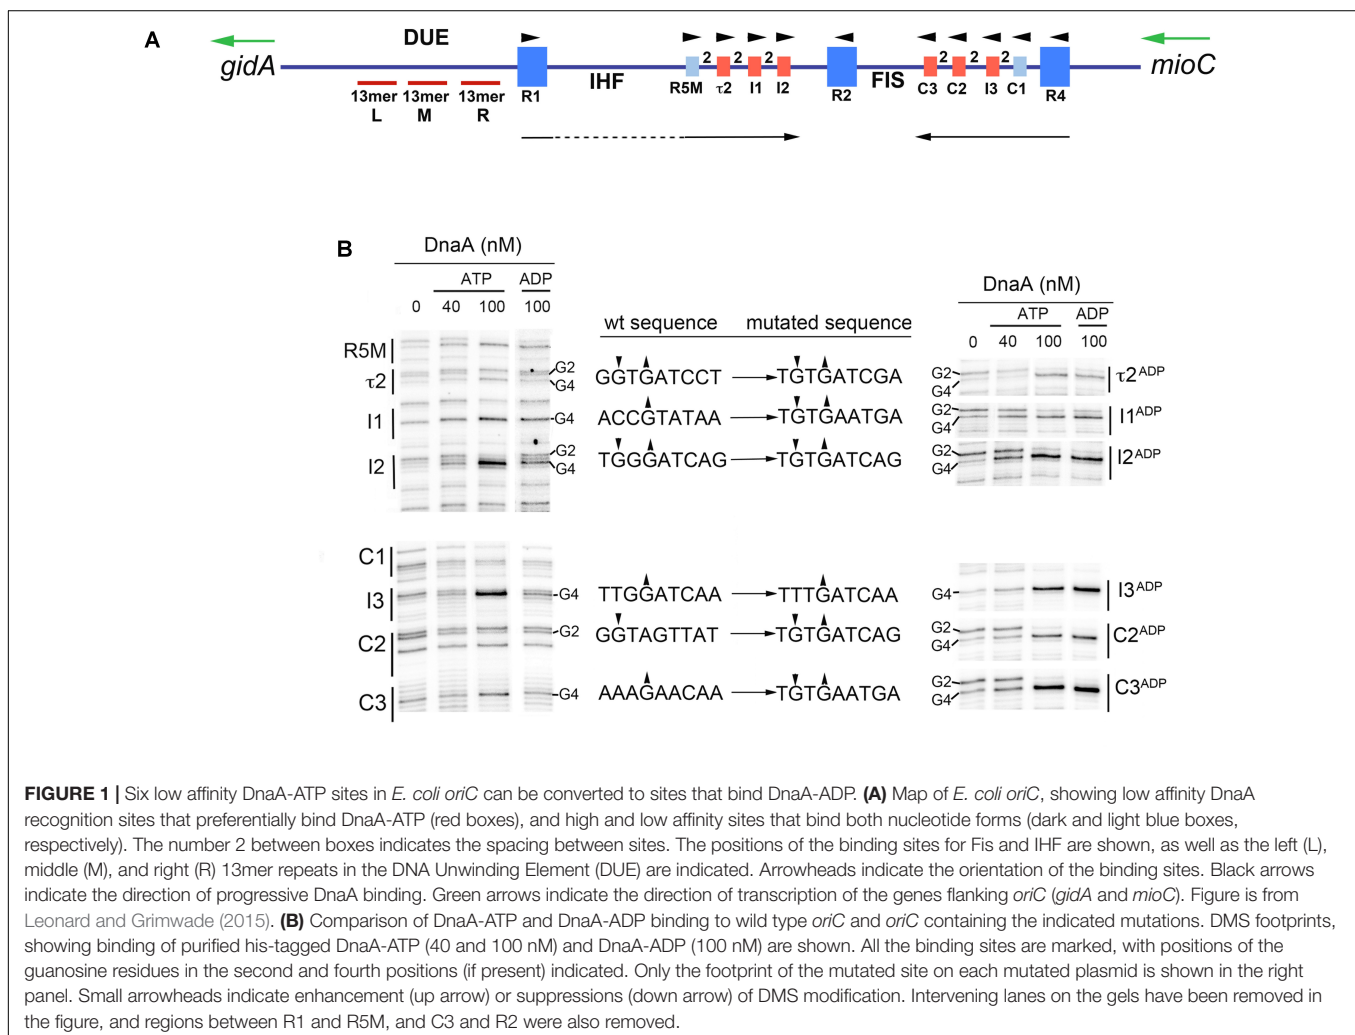 A
gidA
DUE
mioC
13mer L
13mer M
13mer R
R1
IHF
R5M
2
τ2
2
I1
2
I2
R2
FIS
C3
2
C2
2
I3
2
C1
R4
B
DnaA (nM)
ATP ADP
0 40 100 100
R5M
τ2
I1
I2
G2
G4
G4
G2
G4
C1
I3
C2
C3
G4
G2
G4
wt sequence mutated sequence
GGTGATCCT TGTGATCGA
ACCGTATAA TGTGAATGA
TGGGATCAG TGTGATCAG
TTGGATCAA TTTGATCAA
GGTAGTTAT TGTGATCAG
AAAGAACAA TGTGAATGA
DnaA (nM)
ATP ADP
0 40 100 100
G2
G4
τ2ADP
G2
G4
I1ADP
G2
G4
I2ADP
G4
I3ADP
G2
G4
C2ADP
G2
G4
C3ADP
FIGURE 1 | Six low affinity DnaA-ATP sites in E. coli oriC can be converted to sites that bind DnaA-ADP. (A) Map of E. coli oriC, showing low affinity DnaA
recognition sites that preferentially bind DnaA-ATP (red boxes), and high and low affinity sites that bind both nucleotide forms (dark and light blue boxes,
respectively). The number 2 between boxes indicates the spacing between sites. The positions of the binding sites for Fis and IHF are shown, as well as the left (L),
middle (M), and right (R) 13mer repeats in the DNA Unwinding Element (DUE) are indicated. Arrowheads indicate the orientation of the binding sites. Black arrows
indicate the direction of progressive DnaA binding. Green arrows indicate the direction of transcription of the genes flanking oriC (gidA and mioC). Figure is from
Leonard and Grimwade (2015). (B) Comparison of DnaA-ATP and DnaA-ADP binding to wild type oriC and oriC containing the indicated mutations. DMS footprints,
showing binding of purified his-tagged DnaA-ATP (40 and 100 nM) and DnaA-ADP (100 nM) are shown. All the binding sites are marked, with positions of the
guanosine residues in the second and fourth positions (if present) indicated. Only the footprint of the mutated site on each mutated plasmid is shown in the right
panel. Small arrowheads indicate enhancement (up arrow) or suppressions (down arrow) of DMS modification. Intervening lanes on the gels have been removed in
the figure, and regions between R1 and R5M, and C3 and R2 were also removed.